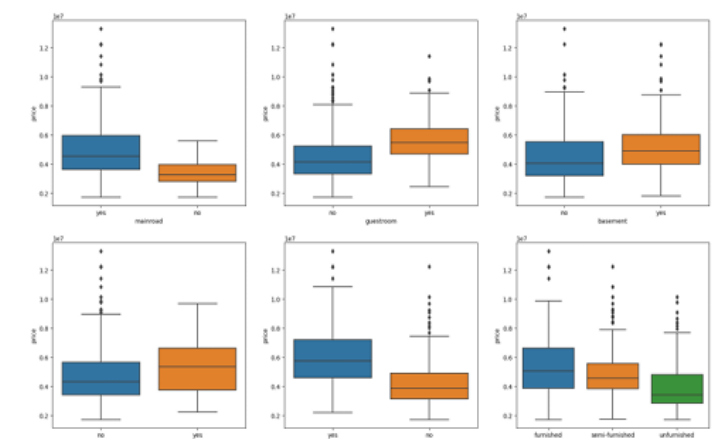 1e7 1e7 1e7
1.2 1.2 1.2
1.0 1.0 1.0
0.8 0.8 0.8
price price price
0.6 0.6 0.6
0.4 0.4 0.4
0.2 0.2 0.2
yes no no yes no yes
mainroad guestroom basement
1e7 1e7 1e7
1.2 1.2 1.2
1.0 1.0 1.0
0.8 0.8 0.8
price price price
0.6 0.6 0.6
0.4 0.4 0.4
0.2 0.2 0.2
no yes yes no furnished semi-furnished unfurnished